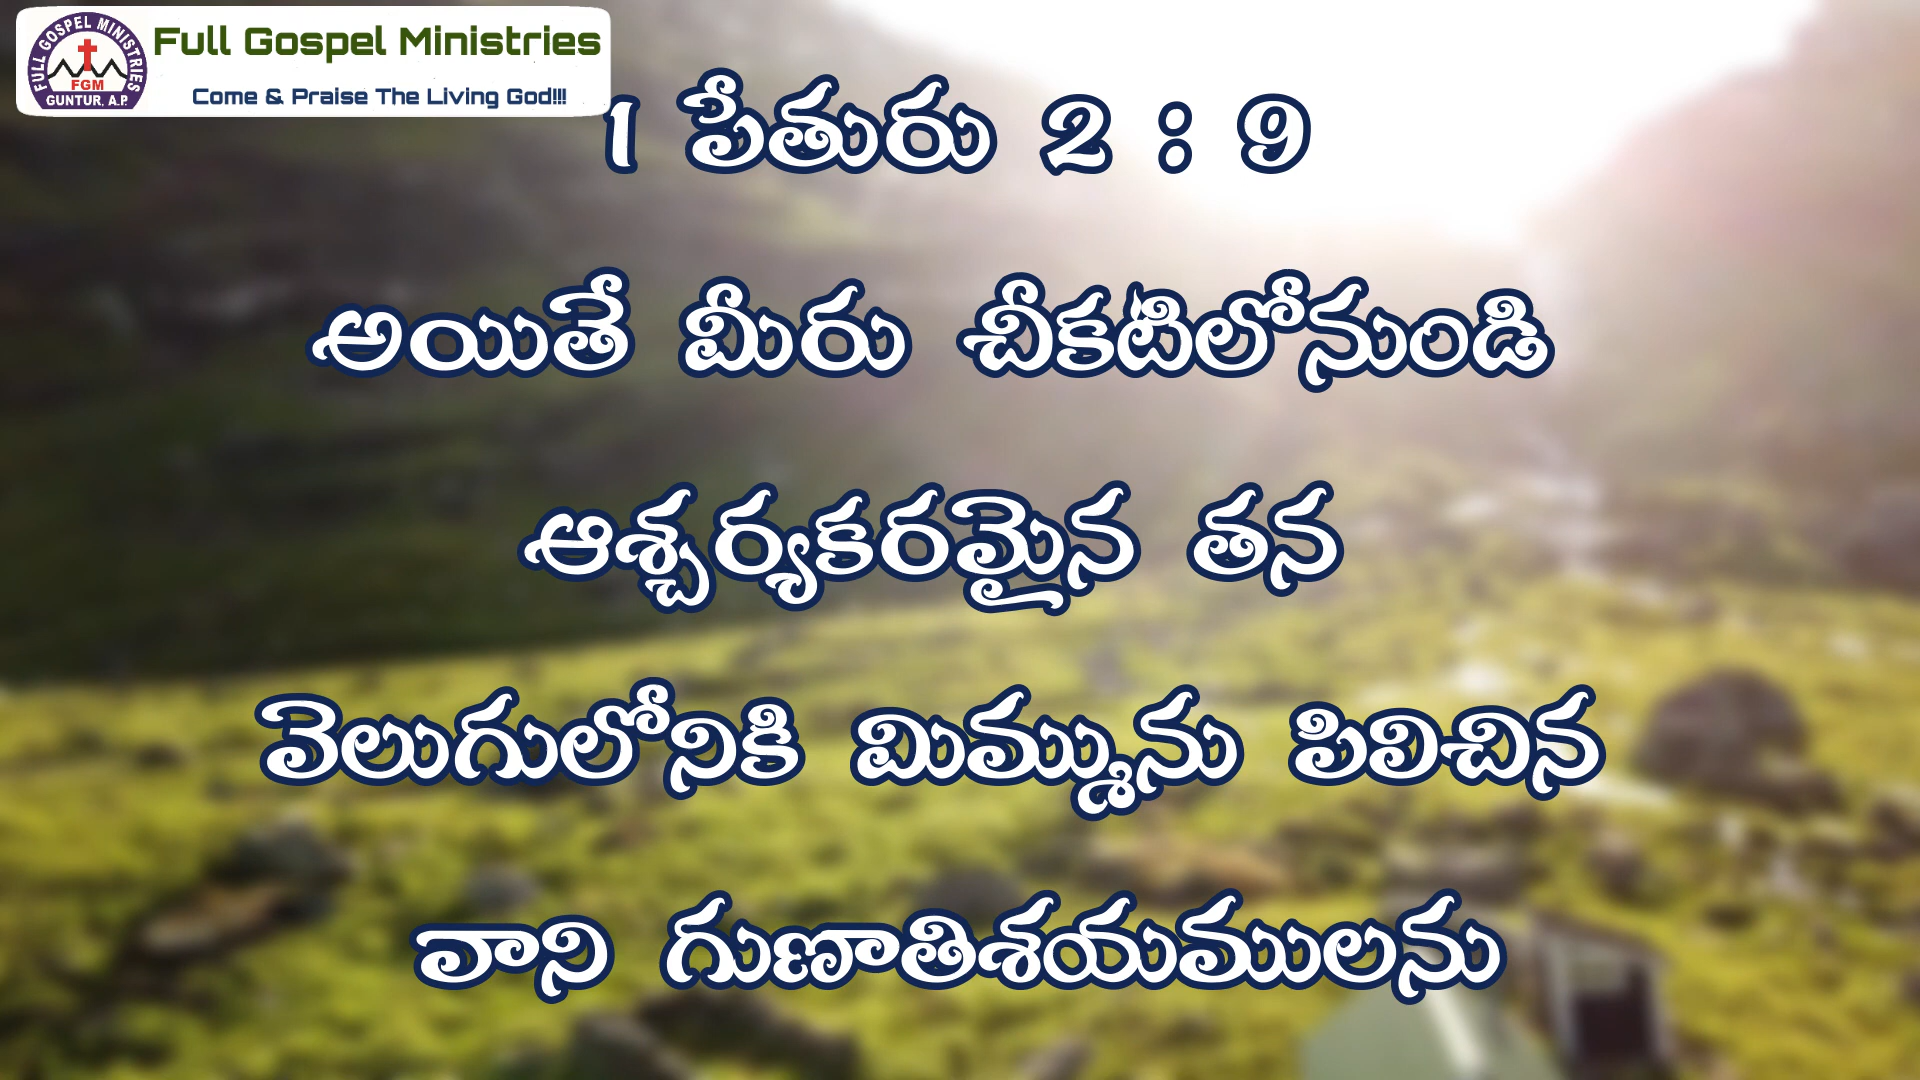 FULL GOSPEL MINISTRIES
FGM
GUNTUR, A.P.
Full Gospel Ministries
Come & Praise The Living God!!!
1 పేతురు 2 : 9
అయితే మీరు చీకటిలోనుండి
ఆశ్చర్యకరమైన తన
వెలుగులోనికి మిమ్మును పిలిచిన
వాని గుణాతిశయములను